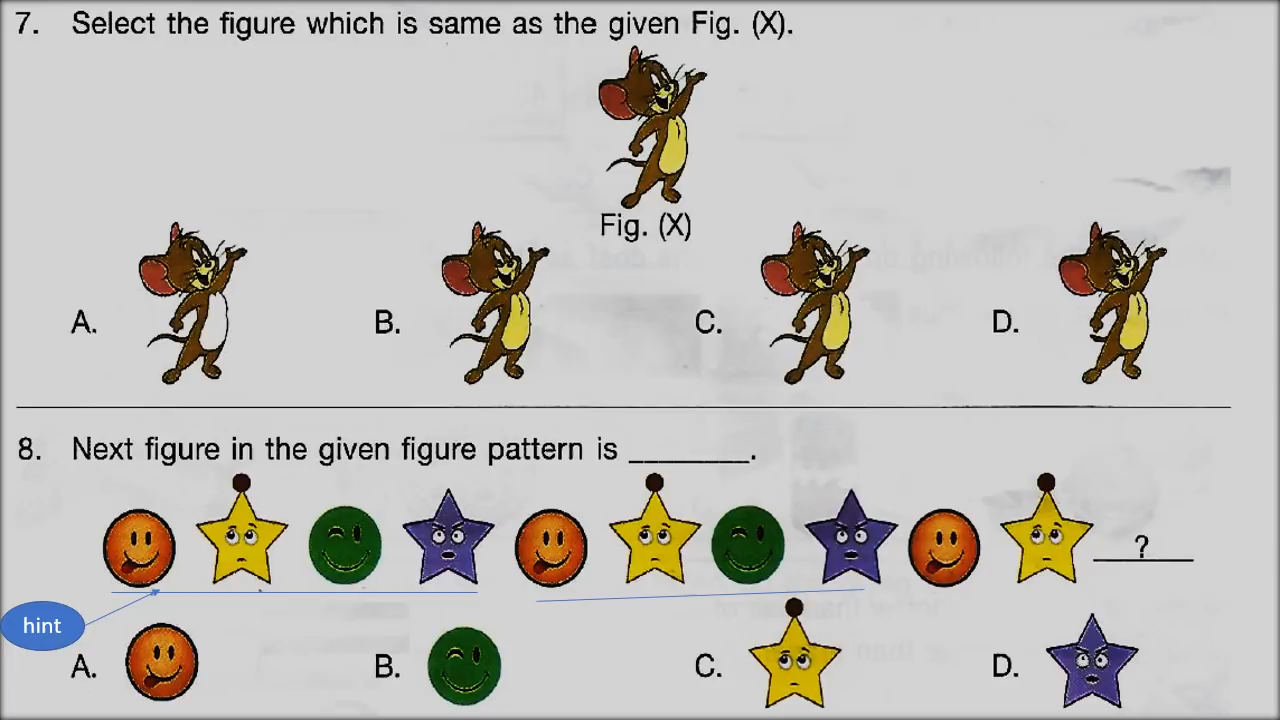 7. Select the figure which is same as the given Fig. (X).
Fig. (X)
A. B. C. D.
8. Next figure in the given figure pattern is ________.
?
hint
A. B. C. D.